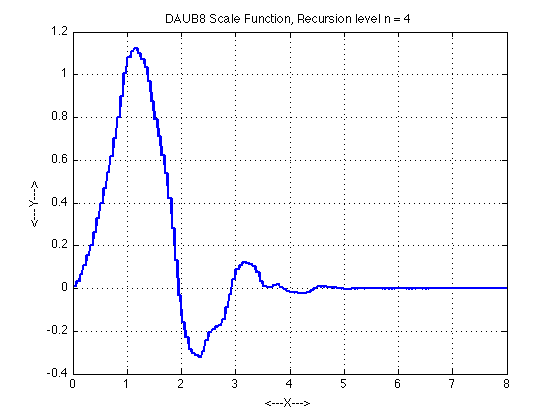 DAUB8 Scale Function, Recursion level n = 4
1.2
1
0.8
0.6
0.4
0.2
0
-0.2
-0.4
<---Y--->
0 1 2 3 4 5 6 7 8
<---X--->